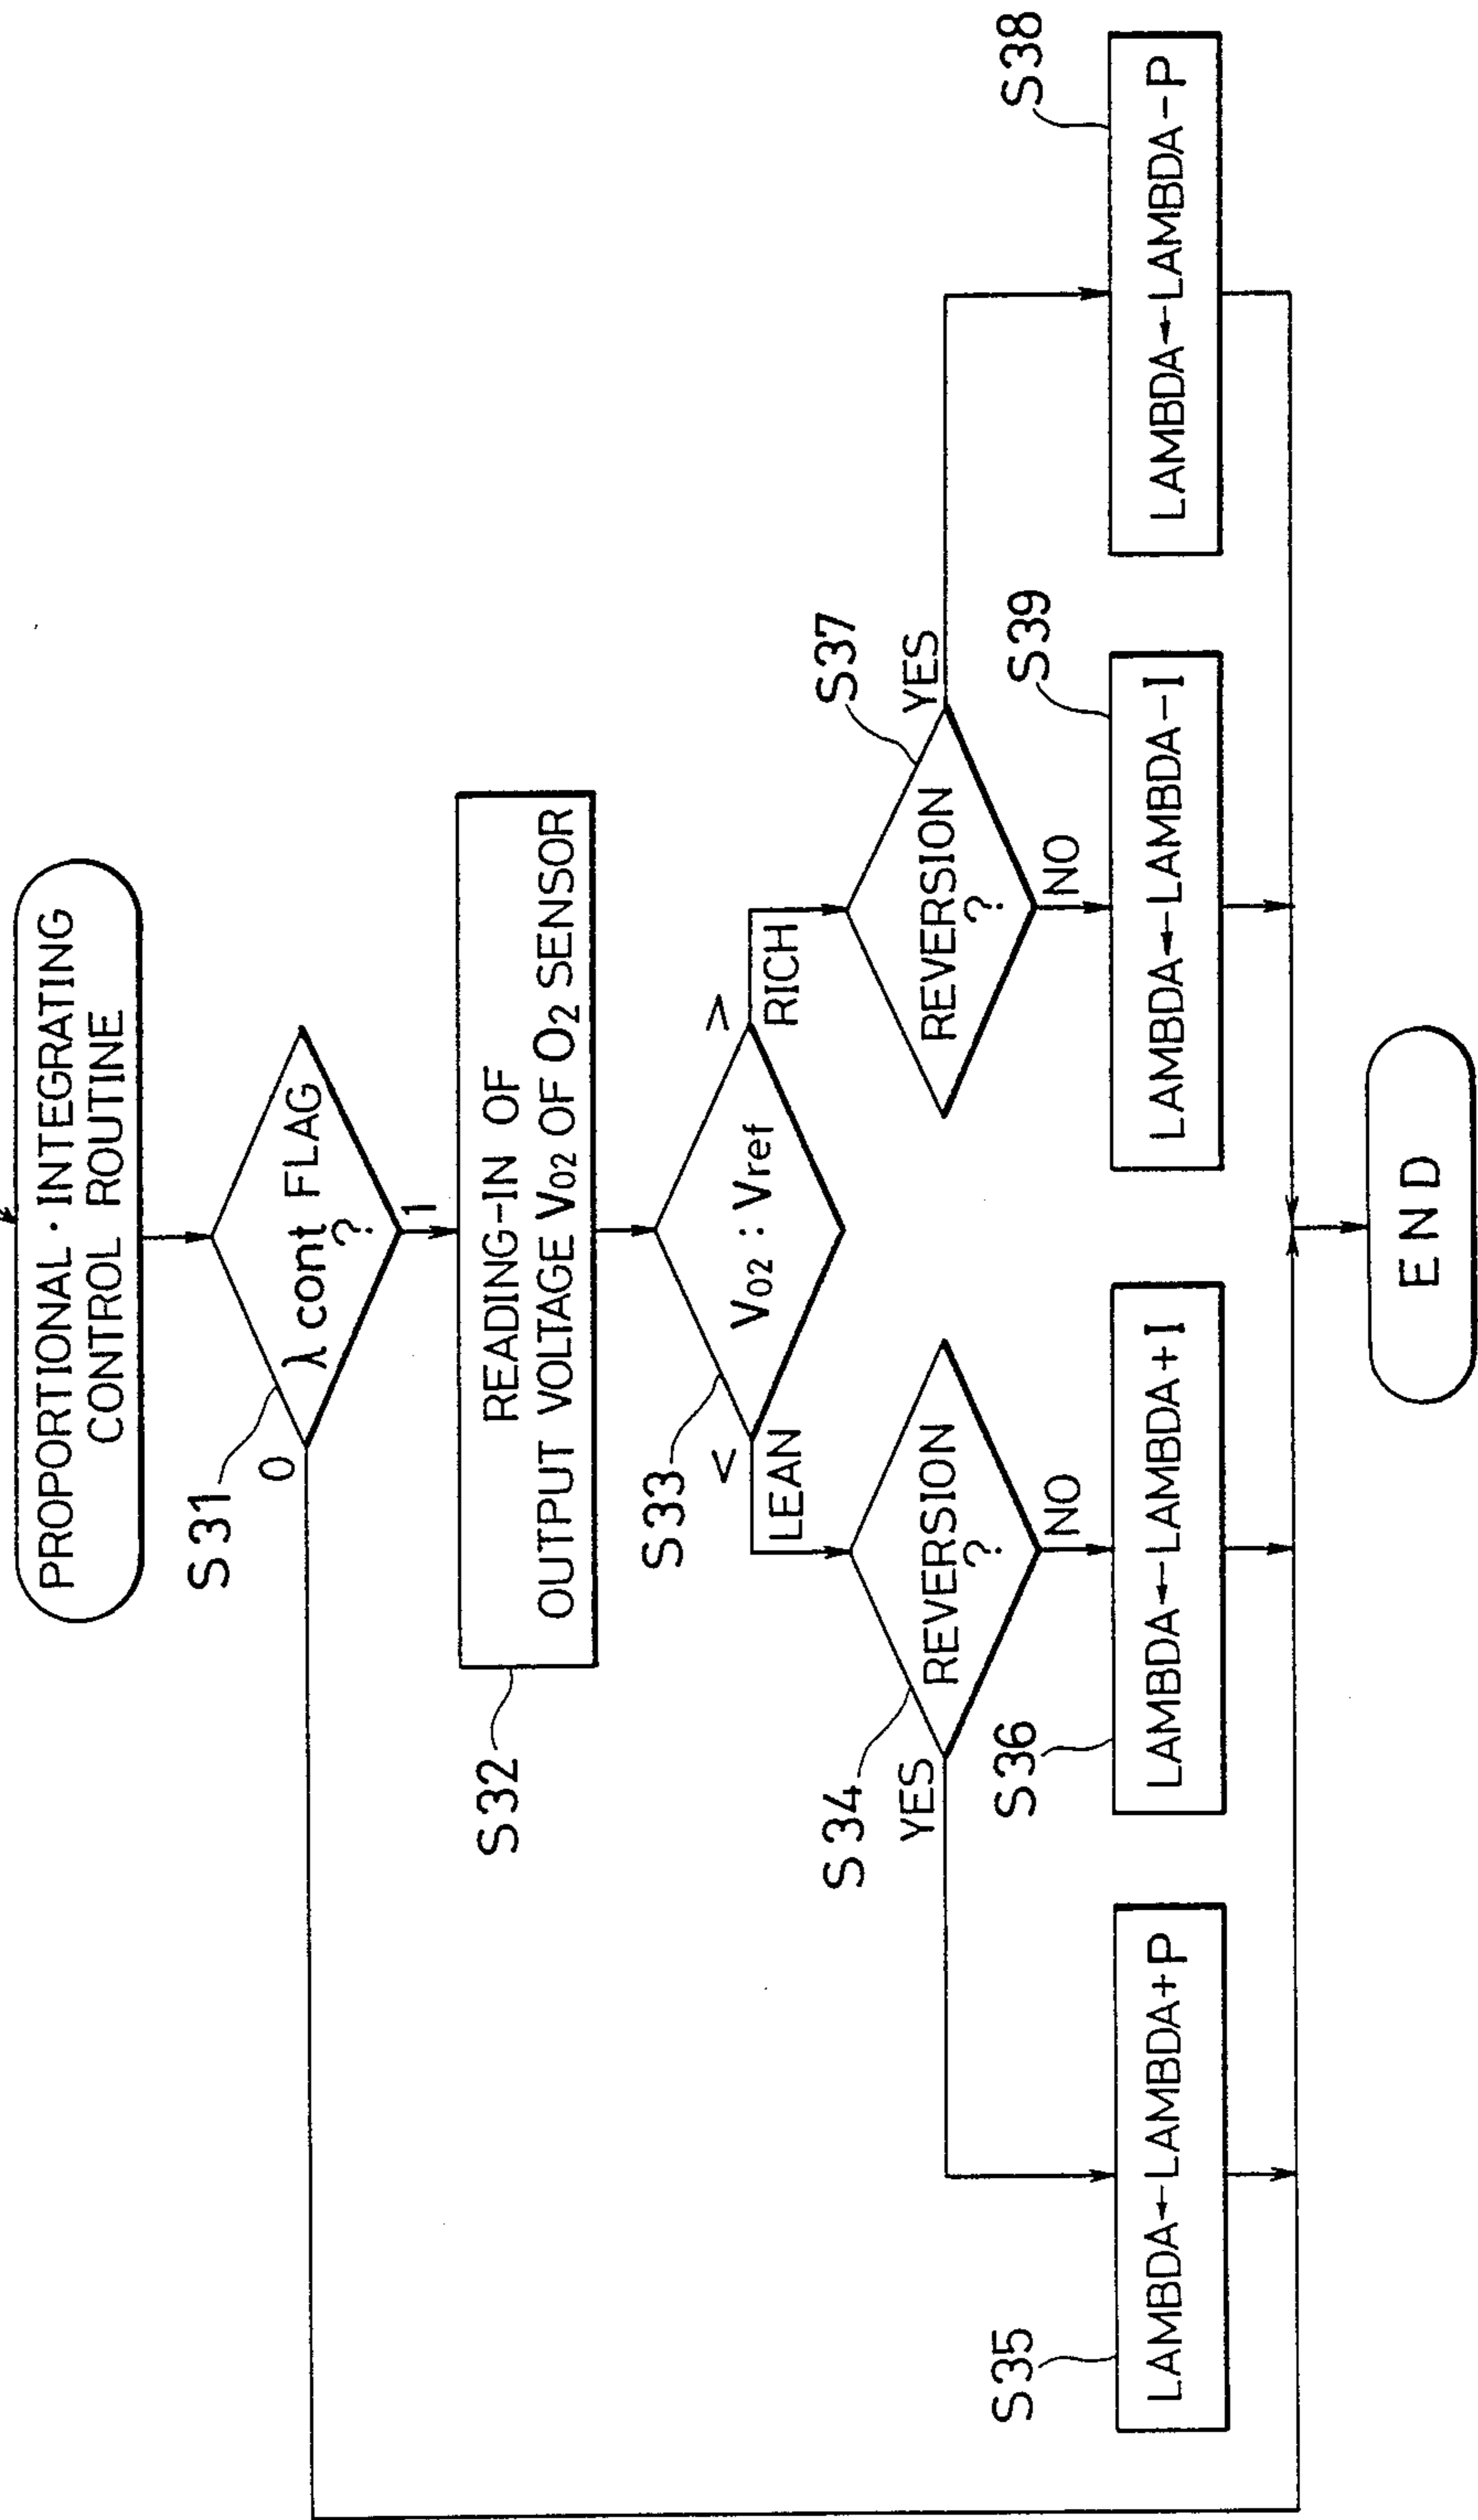 PROPORTIONAL · INTEGRATING
CONTROL ROUTINE
S31
λ cont FLAG
?
0
1
S32
READING-IN OF
OUTPUT VOLTAGE V02 OF O2 SENSOR
S33
V02 : Vref
<
LEAN
>
RICH
S34
REVERSION
?
YES
NO
S37
REVERSION
?
YES
NO
S35
LAMBDA←LAMBDA+P
S36
LAMBDA←LAMBDA+I
S39
LAMBDA←LAMBDA-I
S38
LAMBDA←LAMBDA-P
END